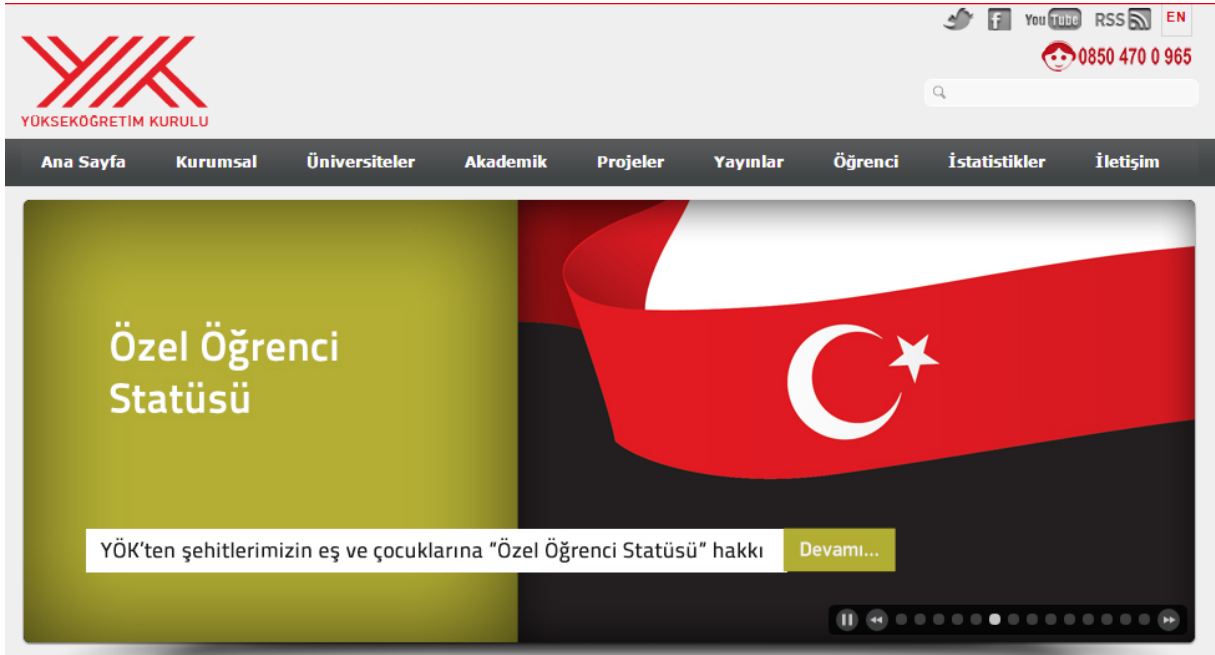 You Tube RSS EN
0850 470 0 965
YÜKSEKÖĞRETİM KURULU
Ana Sayfa Kurumsal Üniversiteler Akademik Projeler Yayınlar Öğrenci İstatistikler İletişim
Özel Öğrenci
Statüsü
YÖK'ten şehitlerimizin eş ve çocuklarına "Özel Öğrenci Statüsü" hakkı Devamı...